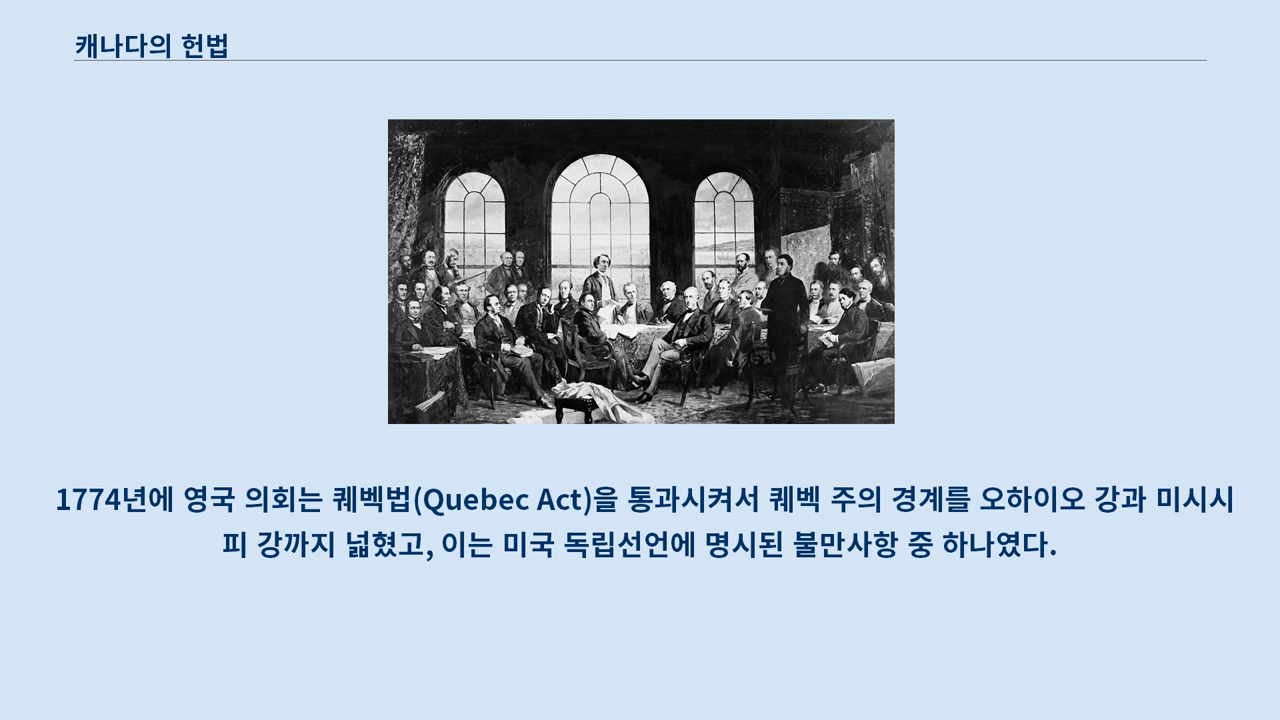 캐나다의 헌법
1774년에 영국 의회는 퀘벡법(Quebec Act)을 통과시켜서 퀘벡 주의 경계를 오하이오 강과 미시시
피 강까지 넓혔고, 이는 미국 독립선언에 명시된 불만사항 중 하나였다.